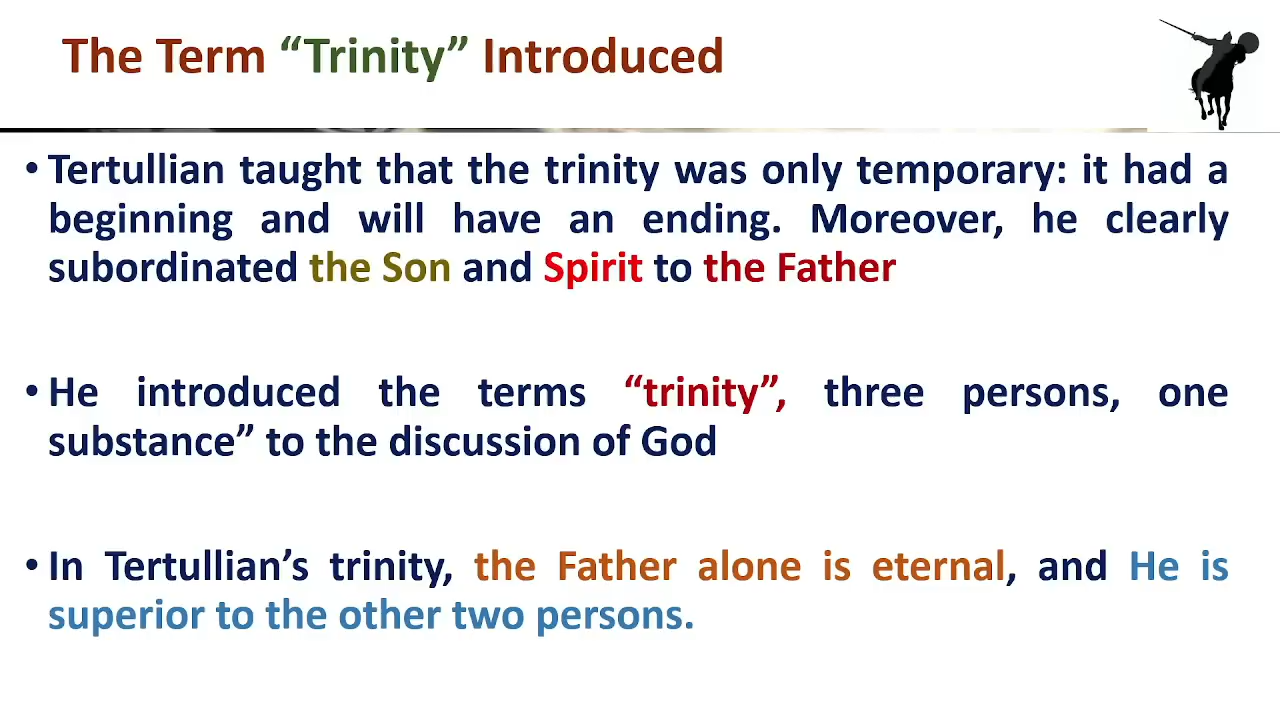 The Term “Trinity” Introduced
• Tertullian taught that the trinity was only temporary: it had a
beginning and will have an ending. Moreover, he clearly
subordinated the Son and Spirit to the Father
• He introduced the terms “trinity”, three persons, one
substance” to the discussion of God
• In Tertullian’s trinity, the Father alone is eternal, and He is
superior to the other two persons.